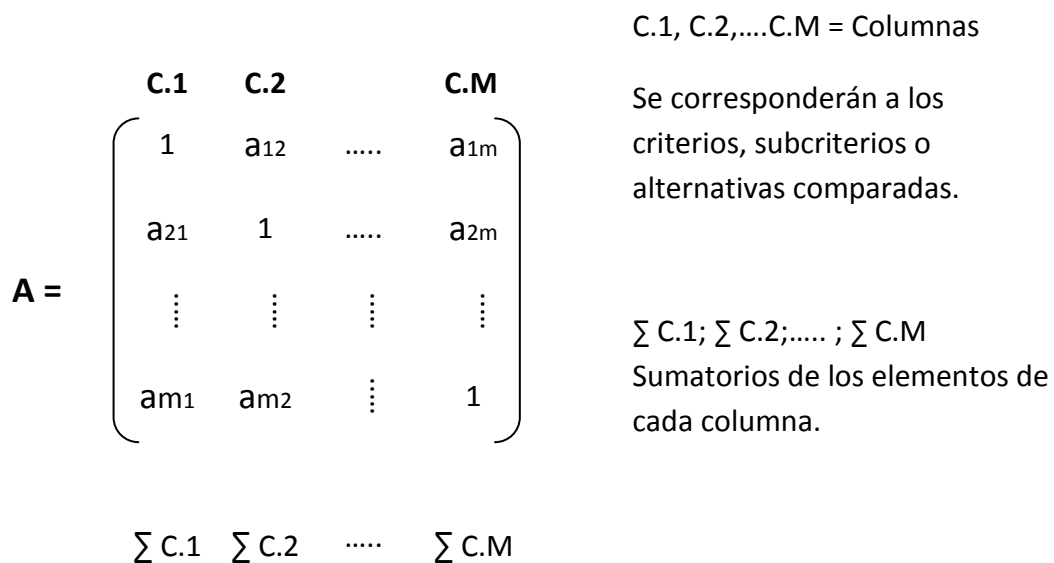 C.1, C.2,....C.M = Columnas
C.1 C.2 C.M
Se corresponderán a los
criterios, subcriterios o
alternativas comparadas.
1 a12 ..... a1m
a21 1 ..... a2m
A =
∑ C.1; ∑ C.2;..... ; ∑ C.M
Sumatorios de los elementos de
cada columna.
am1 am2 1
∑ C.1 ∑ C.2 ..... ∑ C.M